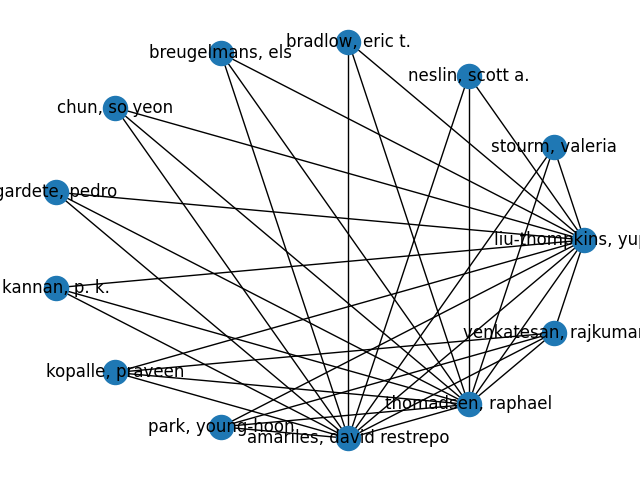 bradlow, eric t.
breugelmans, els
neslin, scott a.
chun, so yeon
stourm, valeria
gardete, pedro
liu-thompkins, yup
kannan, p. k.
venkatesan, rajkumar
kopalle, praveen
thomadsen, raphael
park, young-hoon
amariles, david restrepo